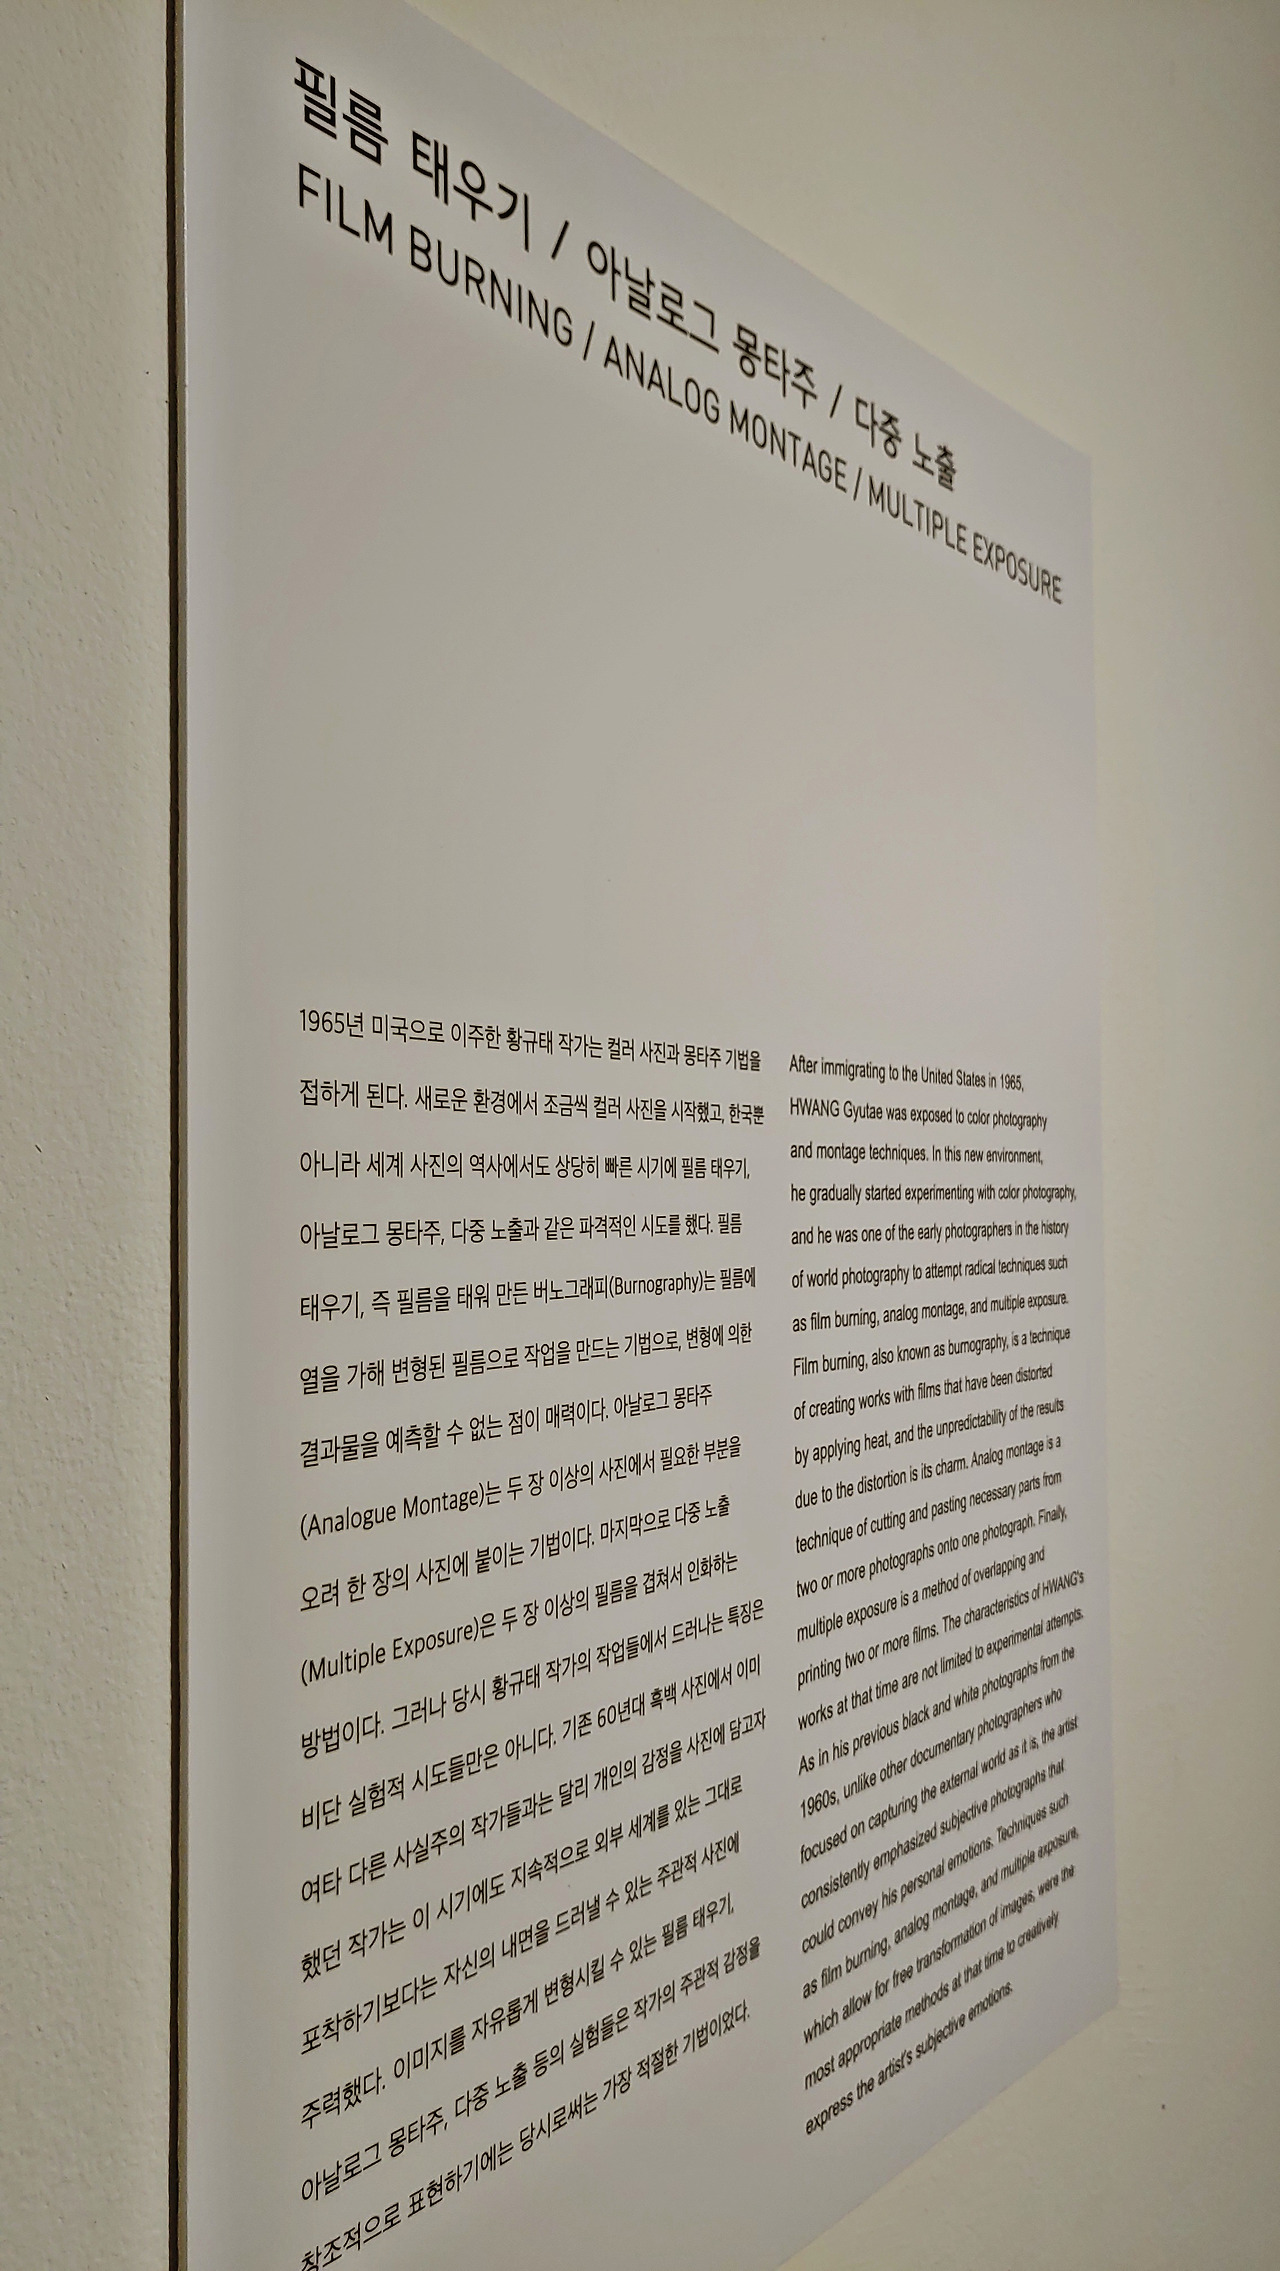 필름 태우기 / 아날로그 몽타주 / 다중 노출
FILM BURNING / ANALOG MONTAGE / MULTIPLE EXPOSURE
1965년 미국으로 이주한 황규태 작가는 컬러 사진과 몽타주 기법을
접하게 된다. 새로운 환경에서 조금씩 컬러 사진을 시작했고, 한국뿐
아니라 세계 사진의 역사에서도 상당히 빠른 시기에 필름 태우기,
아날로그 몽타주, 다중 노출과 같은 파격적인 시도를 했다. 필름
태우기, 즉 필름을 태워 만든 버노그래피(Burnography)는 필름에
열을 가해 변형된 필름으로 작업을 만드는 기법으로, 변형에 의한
결과물을 예측할 수 없는 점이 매력이다. 아날로그 몽타주
(Analogue Montage)는 두 장 이상의 사진에서 필요한 부분을
오려 한 장의 사진에 붙이는 기법이다. 마지막으로 다중 노출
(Multiple Exposure)은 두 장 이상의 필름을 겹쳐서 인화하는
방법이다. 그러나 당시 황규태 작가의 작업들에서 드러나는 특징은
비단 실험적 시도들만은 아니다. 기존 60년대 흑백 사진에서 이미
여타 다른 사실주의 작가들과는 달리 개인의 감정을 사진에 담고자
했던 작가는 이 시기에도 지속적으로 외부 세계를 있는 그대로
포착하기보다는 자신의 내면을 드러낼 수 있는 주관적 사진에
주력했다. 이미지를 자유롭게 변형시킬 수 있는 필름 태우기,
아날로그 몽타주, 다중 노출 등의 실험들은 작가의 주관적 감정을
창조적으로 표현하기에는 당시로써는 가장 적절한 기법이었다.
After immigrating to the United States in 1965,
HWANG Gyutae was exposed to color photography
and montage techniques. In this new environment,
he gradually started experimenting with color photography,
and he was one of the early photographers in the history
of world photography to attempt radical techniques such
as film burning, analog montage, and multiple exposure.
Film burning, also known as burnography, is a technique
of creating works with films that have been distorted
by applying heat, and the unpredictability of the results
due to the distortion is its charm. Analog montage is a
technique of cutting and pasting necessary parts from
two or more photographs onto one photograph. Finally,
multiple exposure is a method of overlapping and
printing two or more films. The characteristics of HWANG's
works at that time are not limited to experimental attempts.
As in his previous black and white photographs from the
1960s, unlike other documentary photographers who
focused on capturing the external world as it is, the artist
consistently emphasized subjective photographs that
could convey his personal emotions. Techniques such
as film burning, analog montage, and multiple exposure,
which allow for free transformation of images, were the
most appropriate methods at that time to creatively
express the artist's subjective emotions.